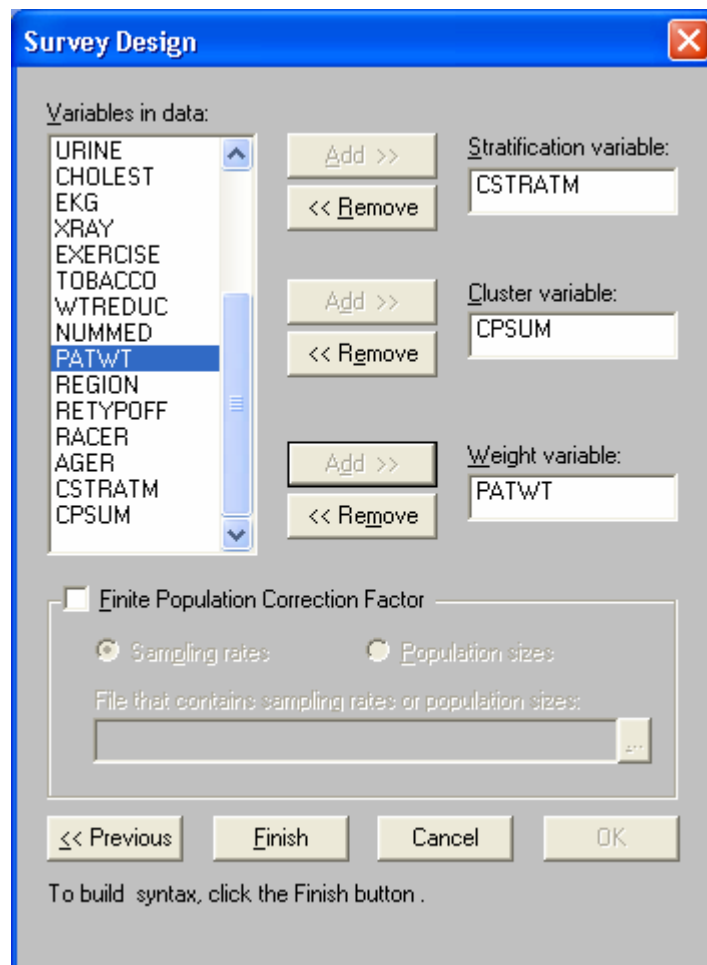 Survey Design
Variables in data:
URINE
CHOLEST
EKG
XRAY
EXERCISE
TOBACCO
WTREDUC
NUMMED
PATWT
REGION
RETYPOFF
RACER
AGER
CSTRATM
CPSUM
Add >>
<< Remove
Stratification variable:
CSTRATM
Add >>
<< Remove
Cluster variable:
CPSUM
Add >>
<< Remove
Weight variable:
PATWT
Finite Population Correction Factor
Sampling rates
Population sizes
File that contains sampling rates or population sizes:
...
<< Previous
Finish
Cancel
OK
To build syntax, click the Finish button .